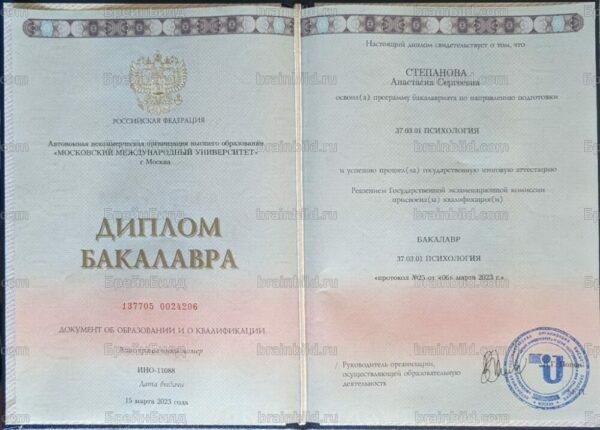 РОССИЙСКАЯ ФЕДЕРАЦИЯ
Автономная некоммерческая организация высшего образования
«МОСКОВСКИЙ МЕЖДУНАРОДНЫЙ УНИВЕРСИТЕТ»
г. Москва
ДИПЛОМ
БАКАЛАВРА
137705 0024206
ДОКУМЕНТ ОБ ОБРАЗОВАНИИ И О КВАЛИФИКАЦИИ
Регистрационный номер
ИНО-11088
Дата выдачи
15 марта 2023 года
Настоящий диплом свидетельствует о том, что
СТЕПАНОВА
Анастасия Сергеевна
освоил(а) программу бакалавриата по направлению подготовки
37.03.01 ПСИХОЛОГИЯ
и успешно прошел(а) государственную итоговую аттестацию
Решением Государственной экзаменационной комиссии
присвоена(ы) квалификация(и)
БАКАЛАВР
37.03.01 ПСИХОЛОГИЯ
«протокол №25 от «06» марта 2023 г.»
Руководитель организации,
осуществляющей образовательную
деятельность
БрейнБилд
brainbild.ru
brainbild.com